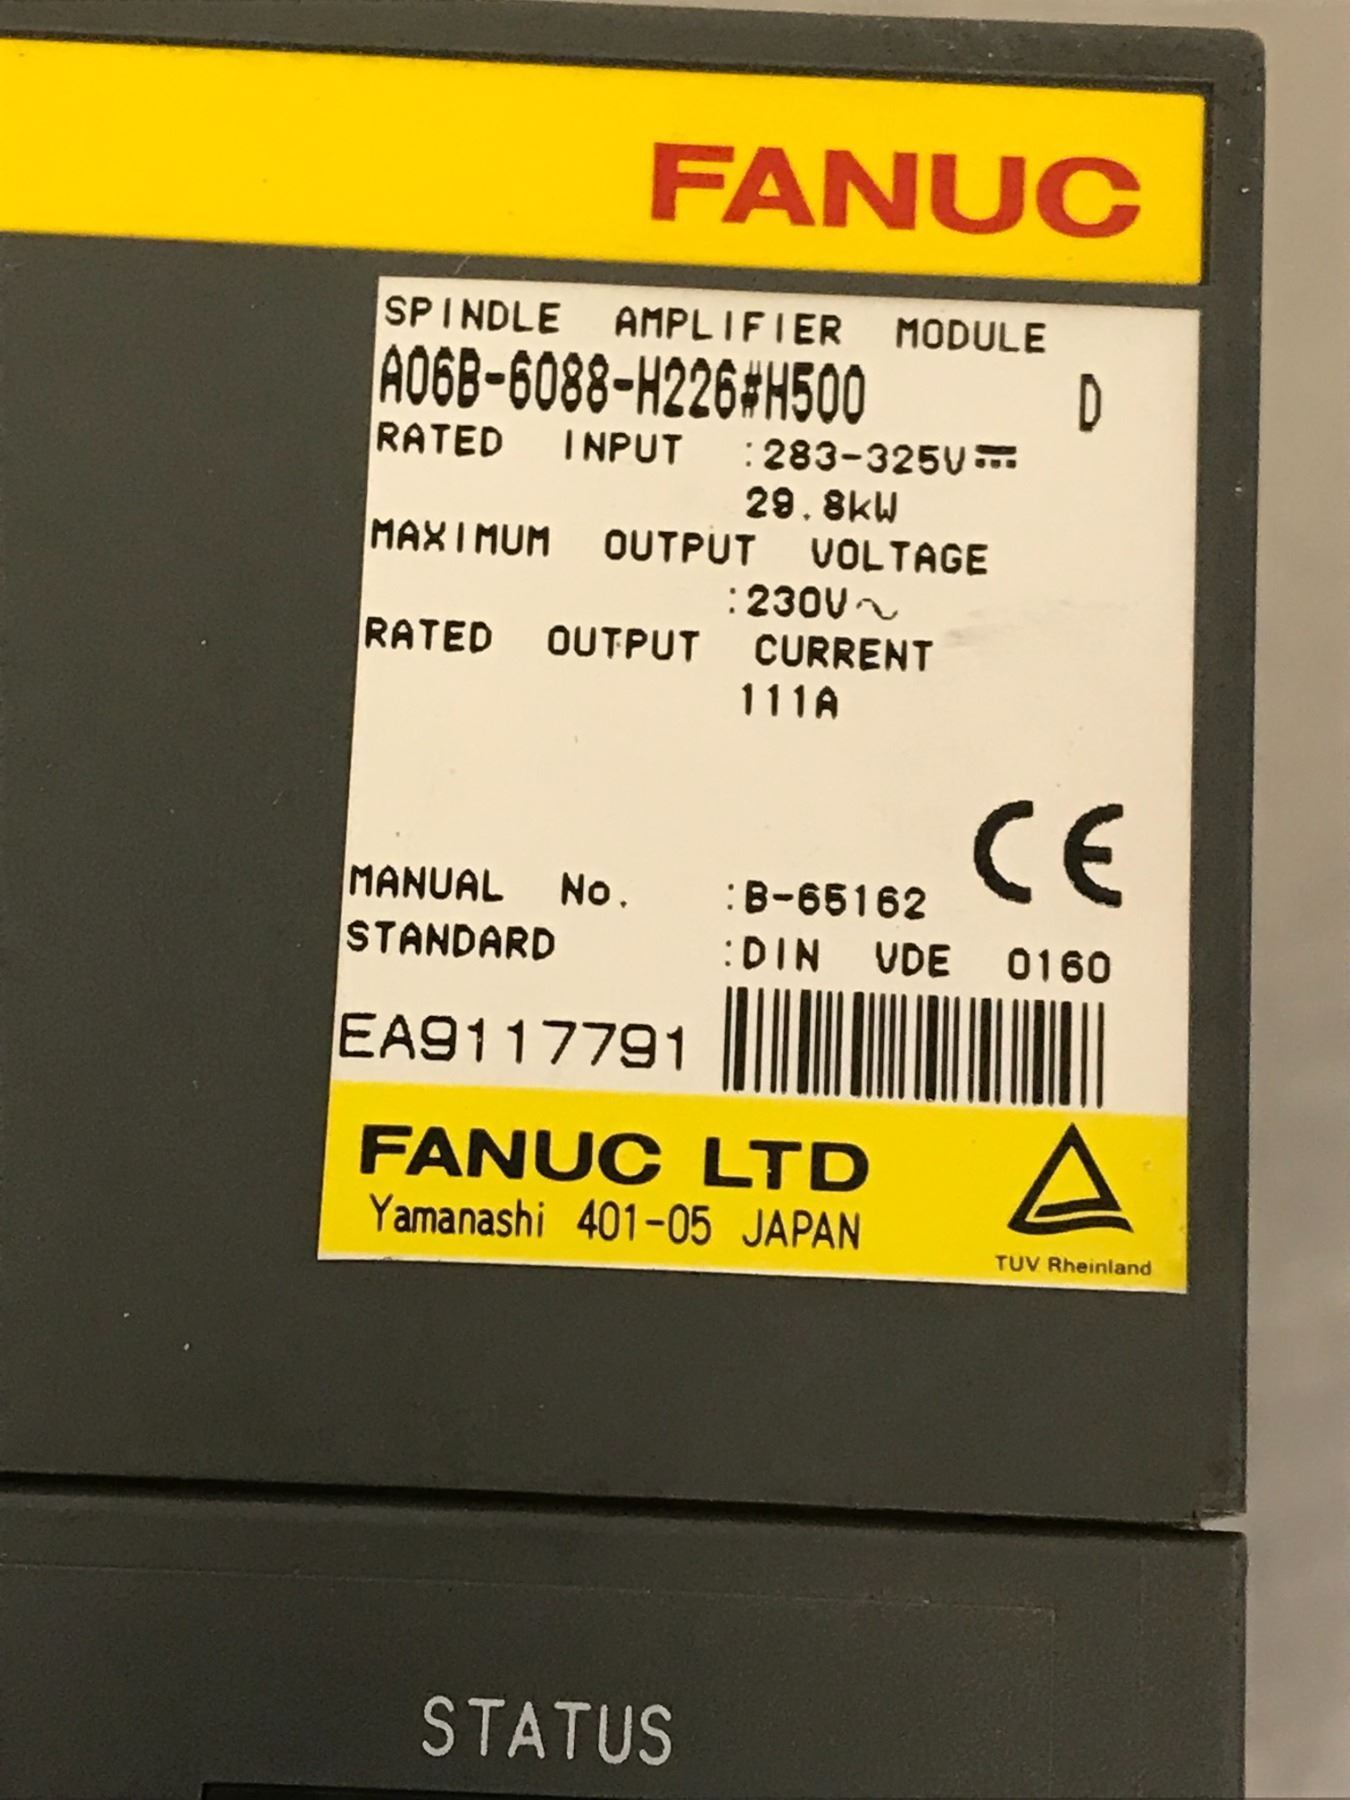 FANUC
SPINDLE AMPLIFIER MODULE
A06B-6088-H226#H500 D
RATED INPUT :283-325V⎓
29.8kW
MAXIMUM OUTPUT VOLTAGE
:230V～
RATED OUTPUT CURRENT
111A
CE
MANUAL No. :B-65162
STANDARD :DIN VDE 0160
EA9117791
FANUC LTD
Yamanashi 401-05 JAPAN
TUV Rheinland
STATUS